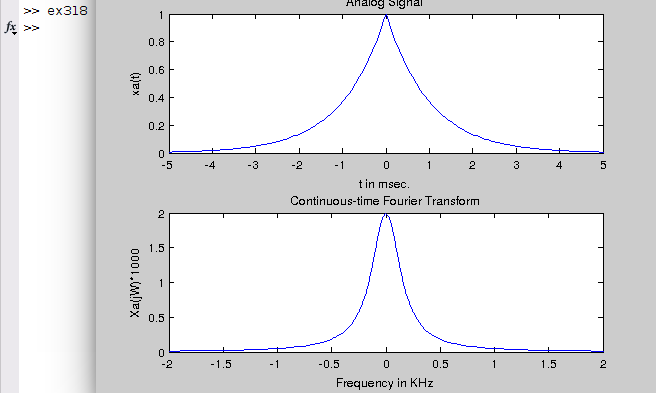 >> ex318
fx >>
Analog Signal
1
0.8
0.6
0.4
0.2
0
xa(t)
-5 -4 -3 -2 -1 0 1 2 3 4 5
t in msec.
Continuous-time Fourier Transform
2
1.5
1
0.5
0
Xa(jW)*1000
-2 -1.5 -1 -0.5 0 0.5 1 1.5 2
Frequency in KHz